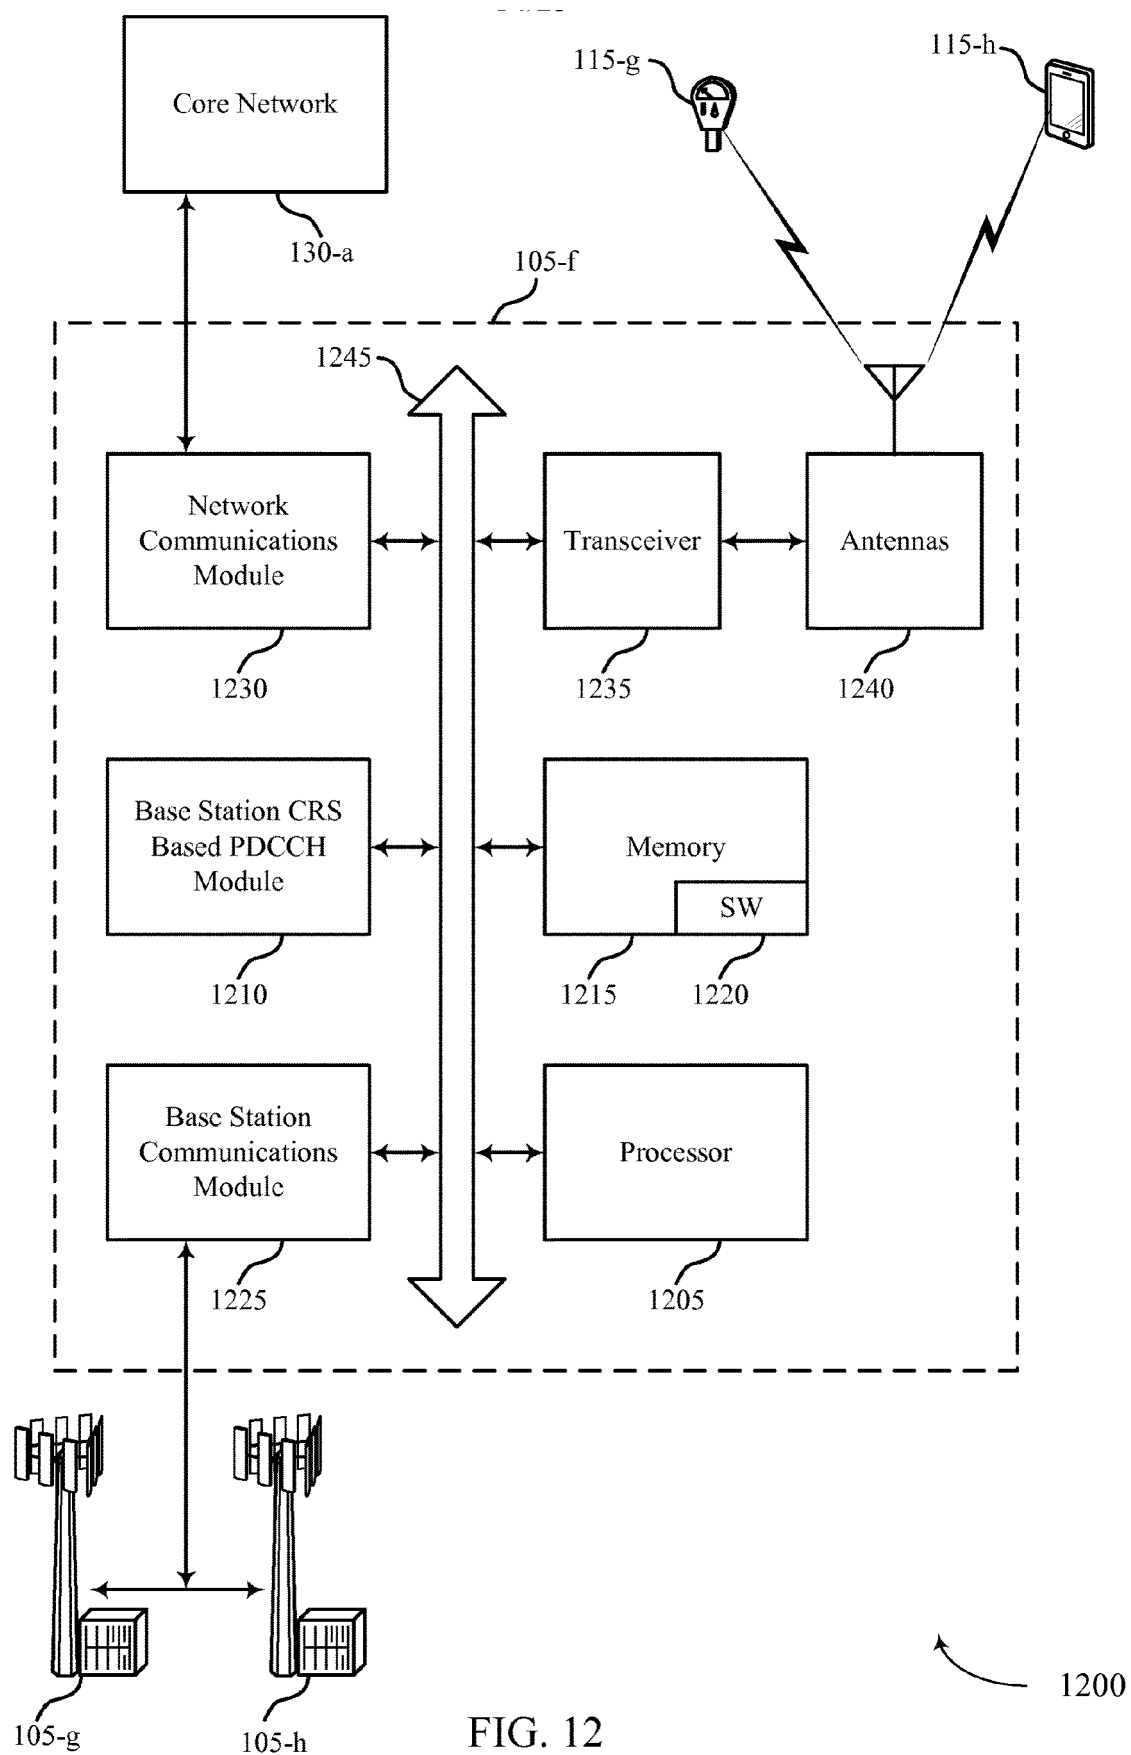 115-g
115-h
Core Network
130-a
105-f
1245
Network
Communications
Module
Transceiver
Antennas
1230
1235
1240
Base Station CRS
Based PDCCH
Module
Memory
SW
1210
1215
1220
Base Station
Communications
Module
Processor
1225
1205
1200
105-g
105-h
FIG. 12